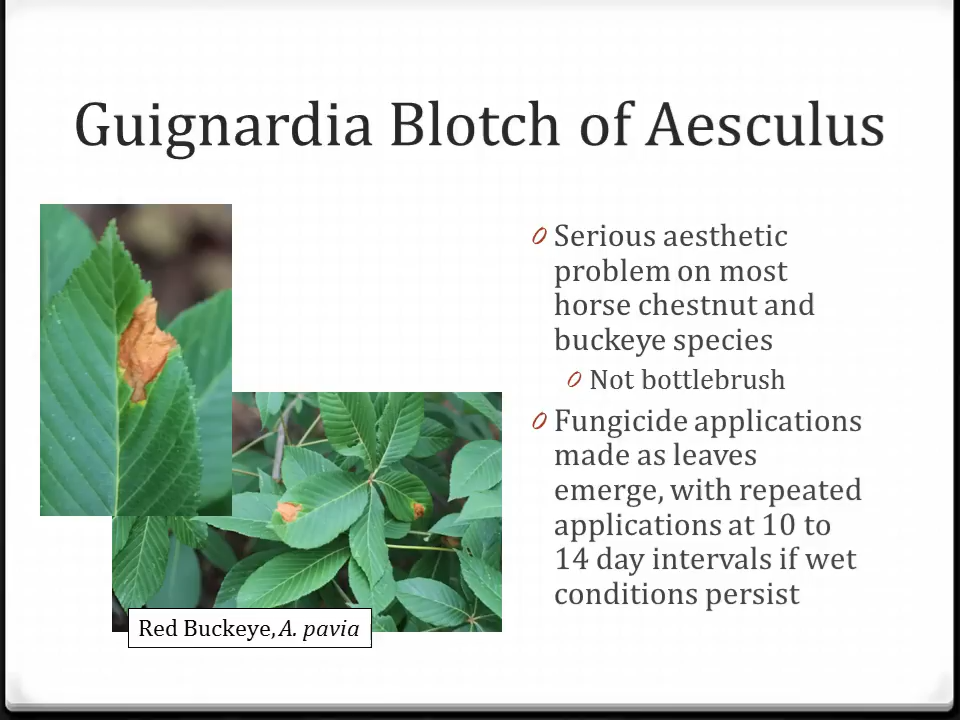 Guignardia Blotch of Aesculus
Serious aesthetic
problem on most
horse chestnut and
buckeye species
Not bottlebrush
Fungicide applications
made as leaves
emerge, with repeated
applications at 10 to
14 day intervals if wet
conditions persist
Red Buckeye, A. pavia